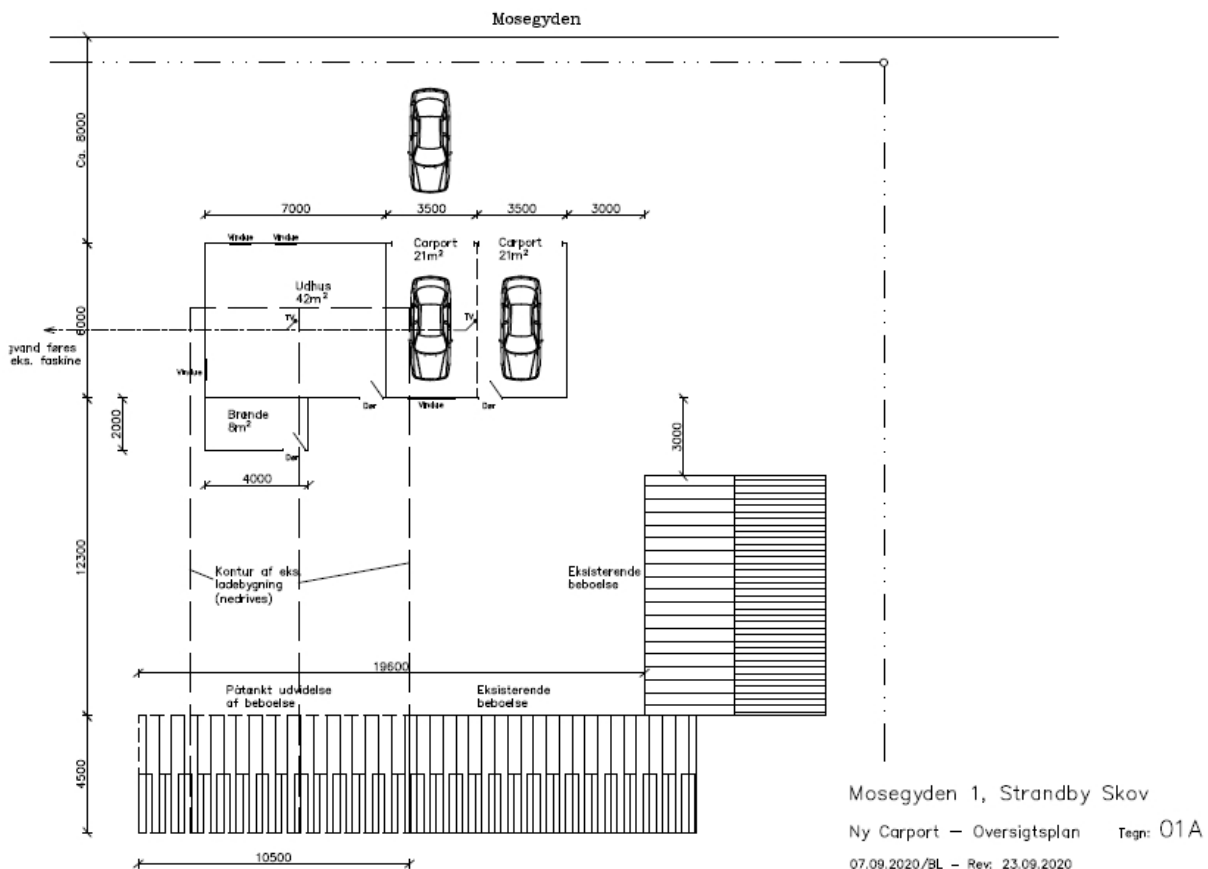 Mosegyden
Ca. 8000
7000
3500
3500
3000
Vindue
Vindue
Carport
21m²
Carport
21m²
Udhus
42m²
TV
TV
6000
gvand føres
eks. faskine
Vindue
Dør
Vindue
Dør
Brænde
8m²
2000
Dør
3000
4000
12300
Kontur af eks.
ladebygning
(nedrives)
Eksisterende
beboelse
19600
Påtænkt udvidelse
af beboelse
Eksisterende
beboelse
4500
10500
Mosegyden 1, Strandby Skov
Ny Carport – Oversigtsplan Tegn: 01A
07.09.2020/BL – Rev: 23.09.2020